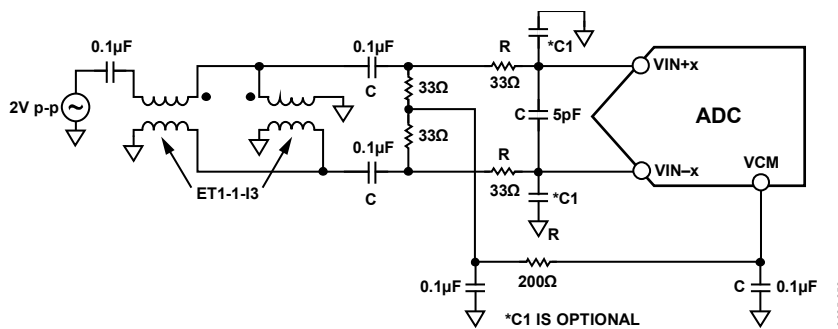 0.1µF
2V p-p
ET1-1-I3
0.1µF
C
33Ω
33Ω
0.1µF
C
R
33Ω
*C1
C 5pF
R
33Ω
*C1
R
VIN+x
ADC
VIN–x
VCM
0.1µF
200Ω
C 0.1µF
*C1 IS OPTIONAL